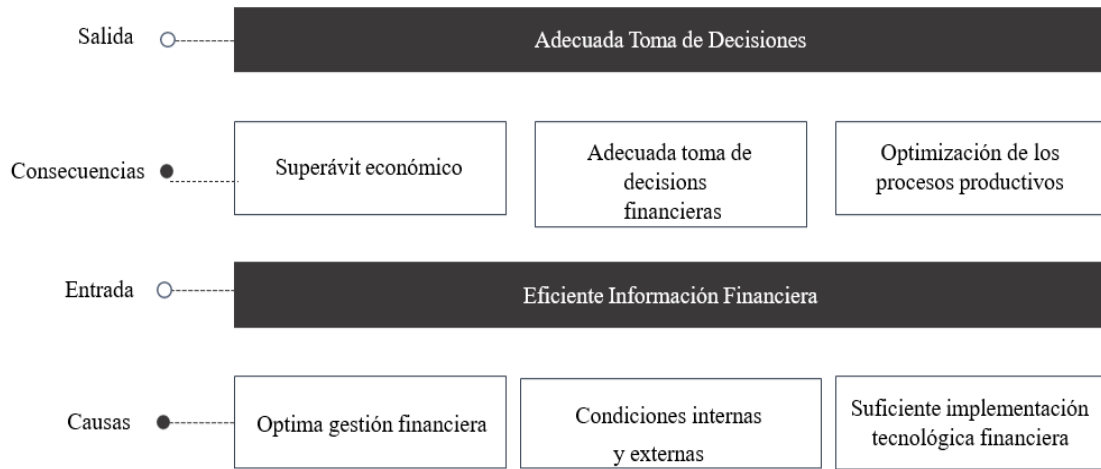 Salida
Adecuada Toma de Decisiones
Consecuencias
Superávit económico
Adecuada toma de
decisions
financieras
Optimización de los
procesos productivos
Entrada
Eficiente Información Financiera
Causas
Optima gestión financiera
Condiciones internas
y externas
Suficiente implementación
tecnológica financiera